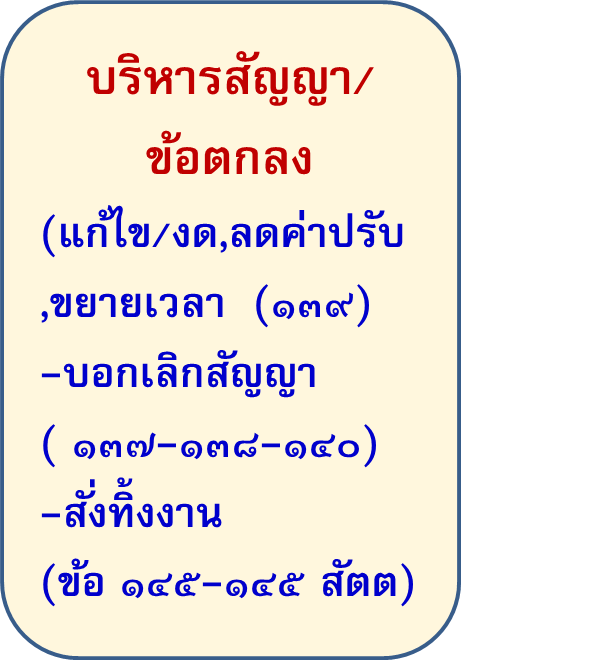 บริหารสัญญา/
ข้อตกลง
(แก้ไข/งด,ลดค่าปรับ
,ขยายเวลา (๑๓๙)
-บอกเลิกสัญญา
( ๑๓๗-๑๓๘-๑๔๐)
-สั่งทิ้งงาน
(ข้อ ๑๔๕-๑๔๕ สัตต)